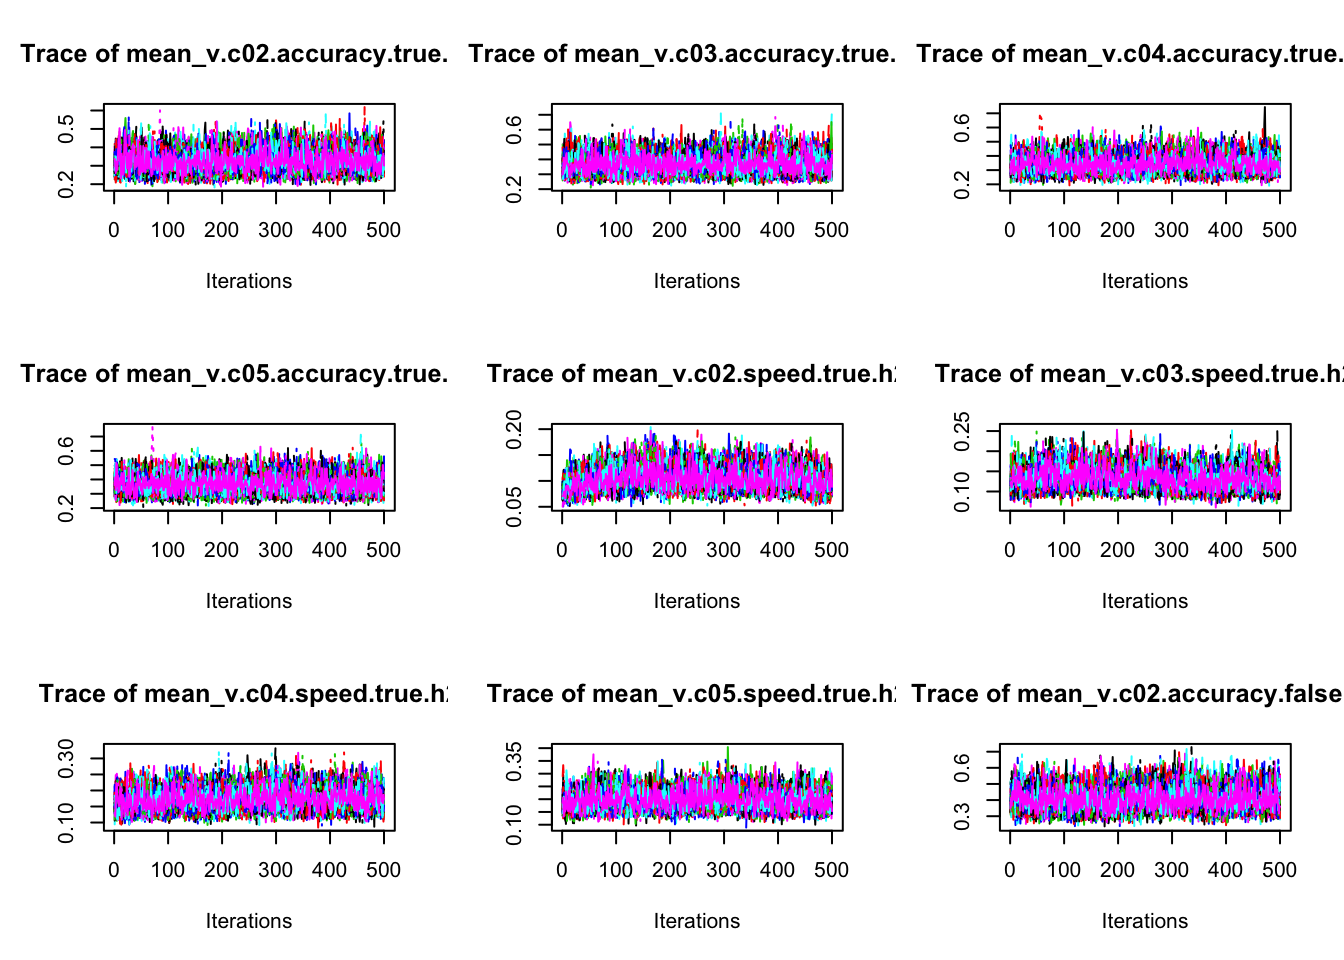 Trace of mean_v.c02.accuracy.true.
0.5
0.2
0 100 200 300 400 500
Iterations
Trace of mean_v.c03.accuracy.true.
0.6
0.2
0 100 200 300 400 500
Iterations
Trace of mean_v.c04.accuracy.true.
0.6
0.2
0 100 200 300 400 500
Iterations
Trace of mean_v.c05.accuracy.true.
0.6
0.2
0 100 200 300 400 500
Iterations
Trace of mean_v.c02.speed.true.h2
0.20
0.05
0 100 200 300 400 500
Iterations
Trace of mean_v.c03.speed.true.h2
0.25
0.10
0 100 200 300 400 500
Iterations
Trace of mean_v.c04.speed.true.h2
0.30
0.10
0 100 200 300 400 500
Iterations
Trace of mean_v.c05.speed.true.h2
0.35
0.10
0 100 200 300 400 500
Iterations
Trace of mean_v.c02.accuracy.false
0.6
0.3
0 100 200 300 400 500
Iterations